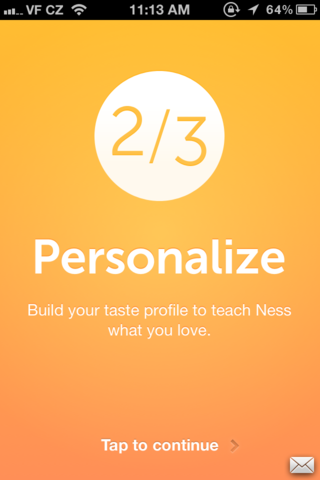 VF CZ 11:13 AM 64%
2/3
Personalize
Build your taste profile to teach Ness
what you love.
Tap to continue